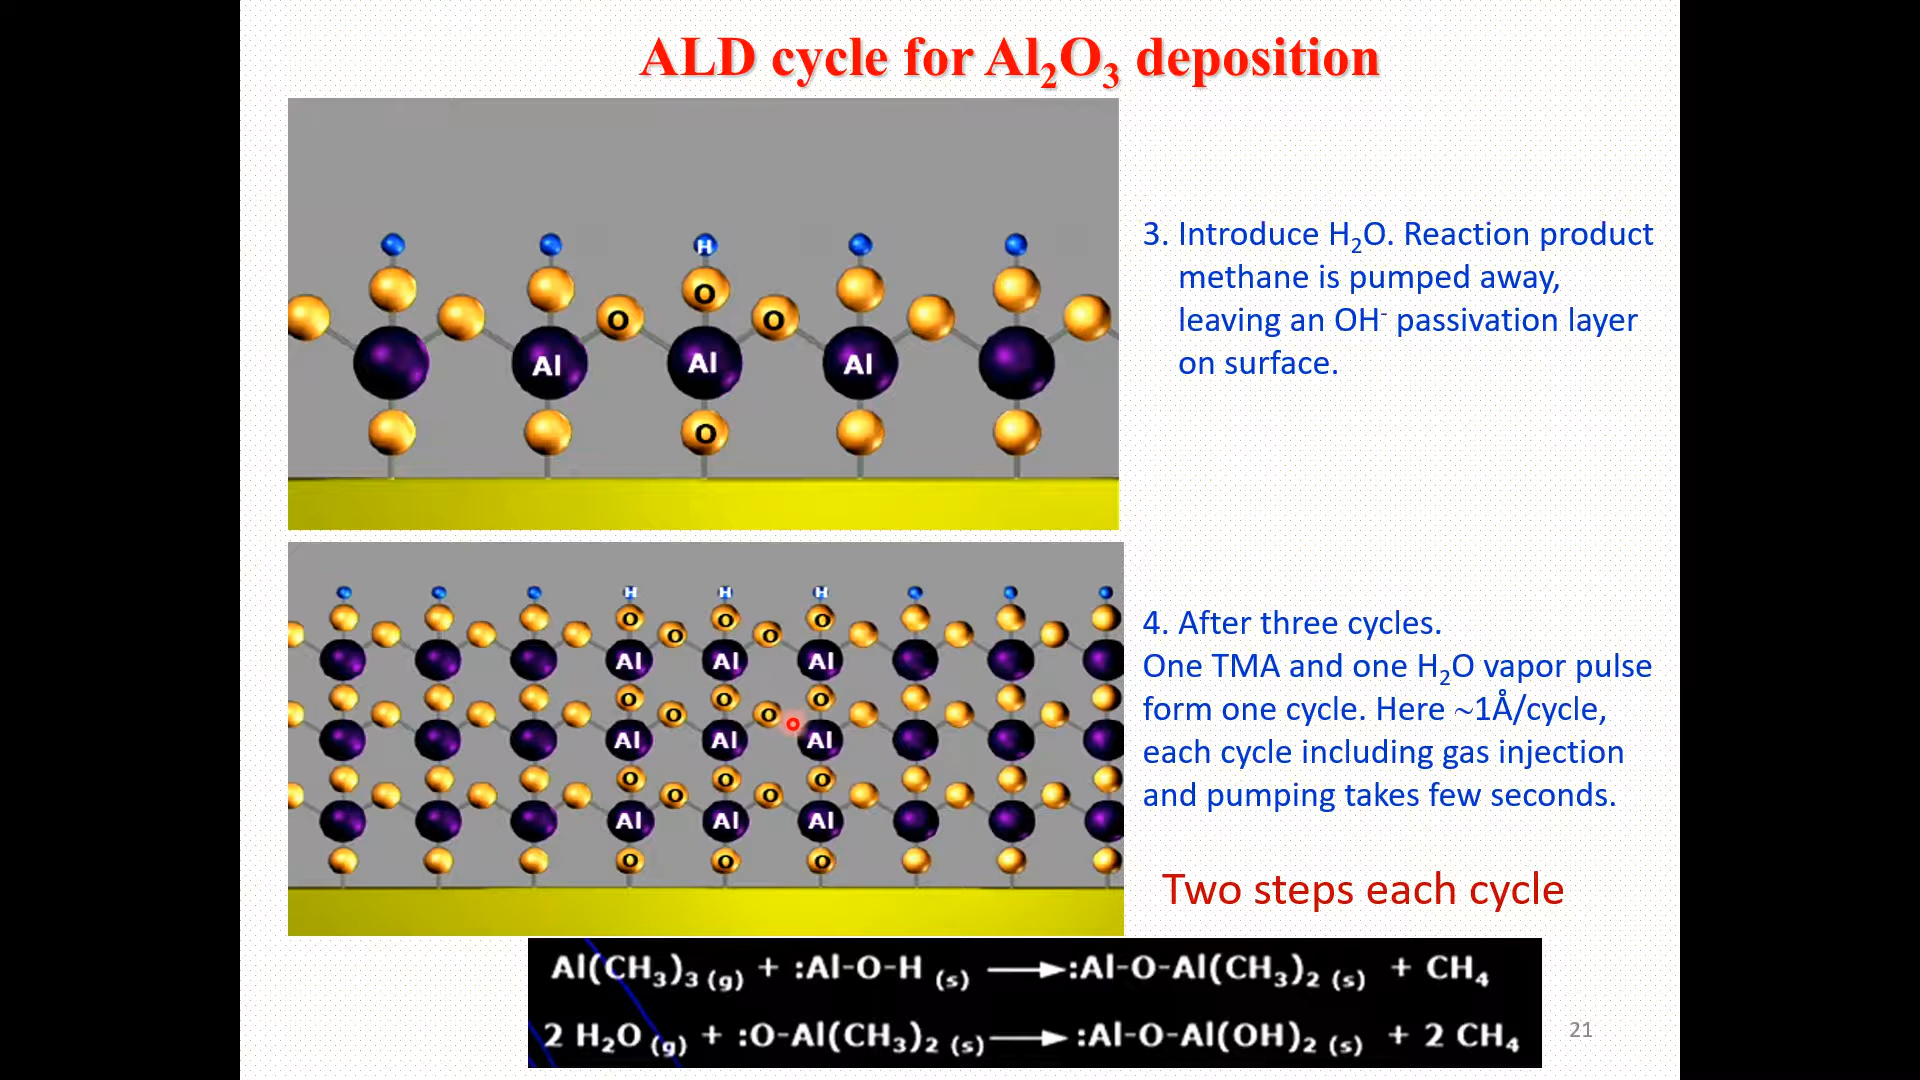 ALD cycle for Al₂O₃ deposition
H
O
O O
Al Al Al
O
3. Introduce H₂O. Reaction product
methane is pumped away,
leaving an OH⁻ passivation layer
on surface.
H H H
O O O
O O
Al Al Al
O O O
O O
Al Al Al
O O O
O O
Al Al Al
O O O
4. After three cycles.
One TMA and one H₂O vapor pulse
form one cycle. Here ~1Å/cycle,
each cycle including gas injection
and pumping takes few seconds.
Two steps each cycle
Al(CH₃)₃ (g) + :Al-O-H (s) ⟶ :Al-O-Al(CH₃)₂ (s) + CH₄
2 H₂O (g) + :O-Al(CH₃)₂ (s) ⟶ :Al-O-Al(OH)₂ (s) + 2 CH₄
21